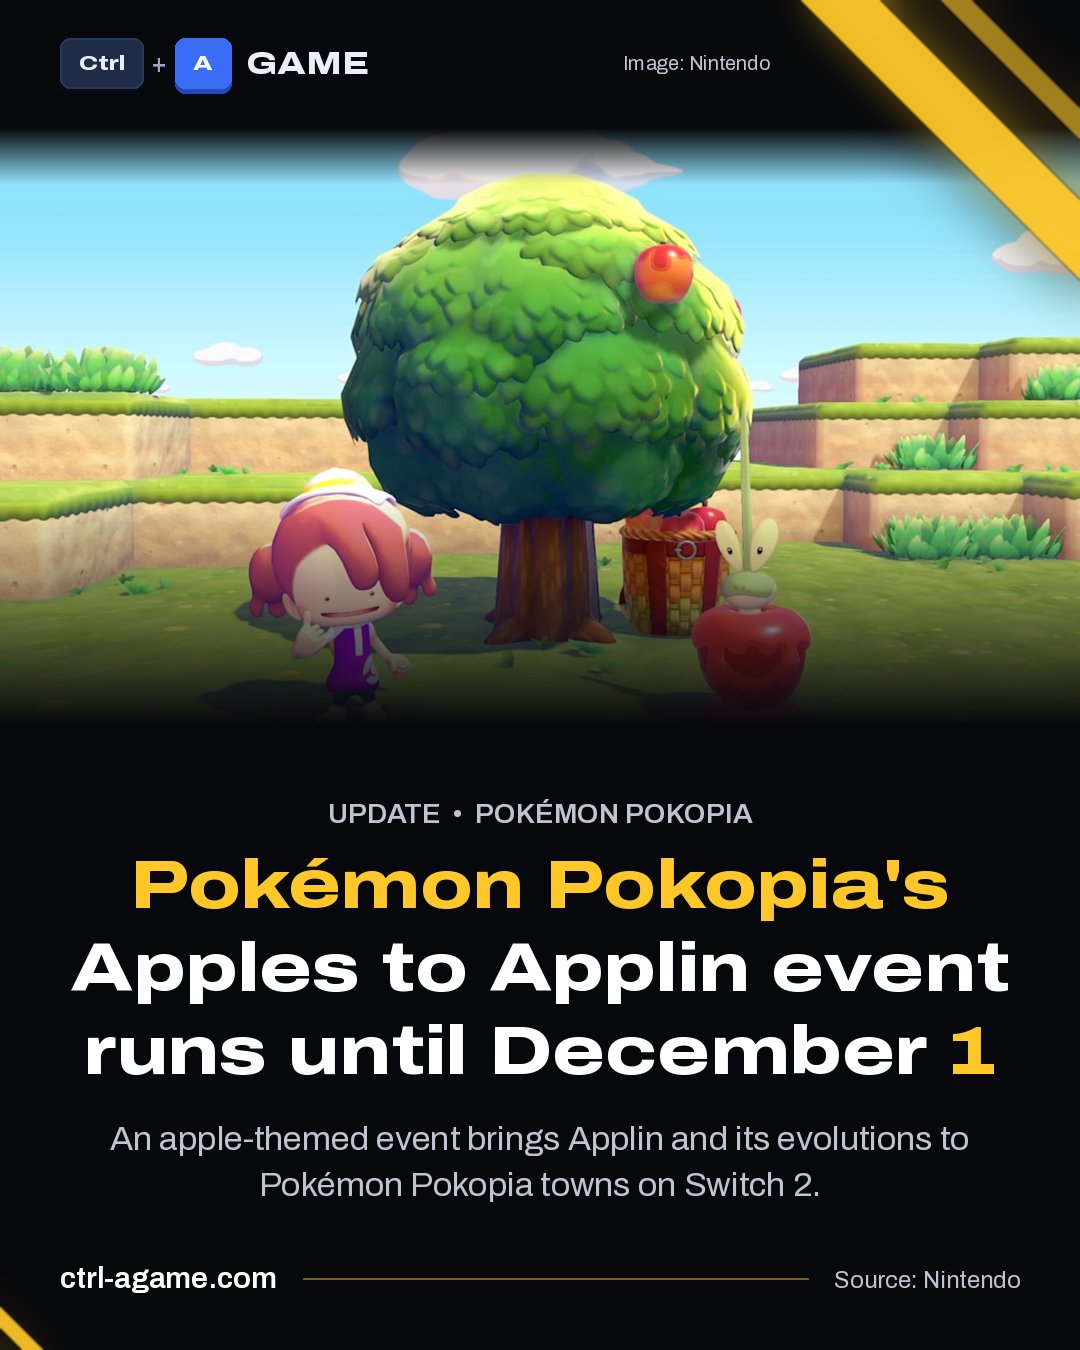 Ctrl + A GAME
Image: Nintendo
UPDATE • POKÉMON POKOPIA
Pokémon Pokopia's
Apples to Applin event
runs until December 1
An apple-themed event brings Applin and its evolutions to
Pokémon Pokopia towns on Switch 2.
ctrl-agame.com
Source: Nintendo